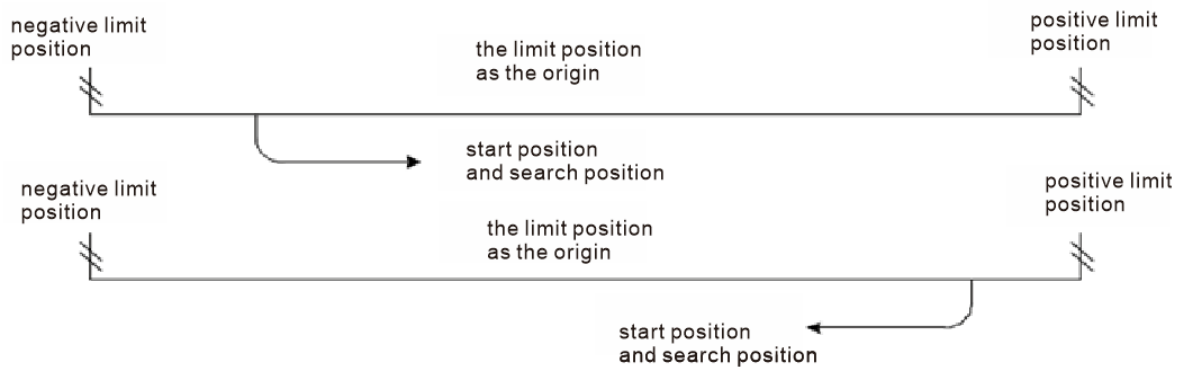 negative limit
position
the limit position
as the origin
positive limit
position
start position
and search position
negative limit
position
the limit position
as the origin
positive limit
position
start position
and search position